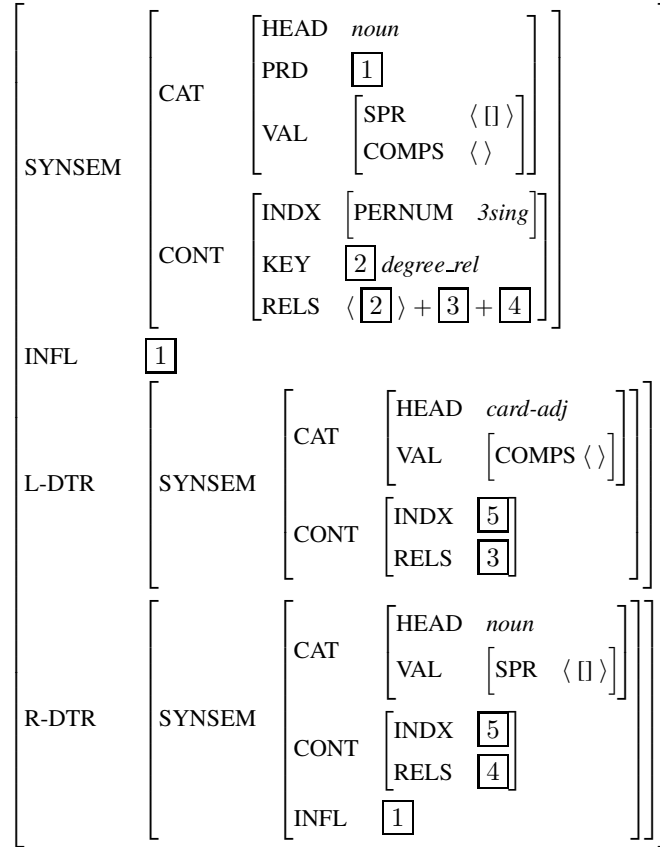 HEAD noun
PRD 1
CAT
VAL SPR ⟨ [] ⟩
COMPS ⟨ ⟩
SYNSEM
INDX [PERNUM 3sing]
CONT KEY 2 degree_rel
RELS ⟨ 2 ⟩ + 3 + 4
INFL 1
HEAD card-adj
CAT
VAL [COMPS ⟨ ⟩]
L-DTR SYNSEM
INDX 5
CONT
RELS 3
HEAD noun
CAT
VAL [SPR ⟨ [] ⟩]
R-DTR SYNSEM
INDX 5
CONT
RELS 4
INFL 1